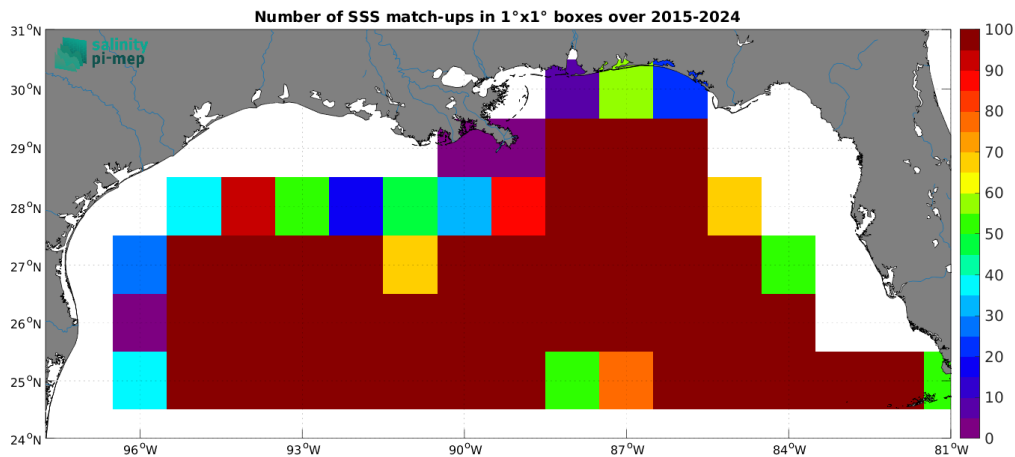 Number of SSS match-ups in 1°x1° boxes over 2015-2024
salinity
pi-mep
31°N
30°N
29°N
28°N
27°N
26°N
25°N
24°N
96°W 93°W 90°W 87°W 84°W 81°W
100
90
80
70
60
50
40
30
20
10
0